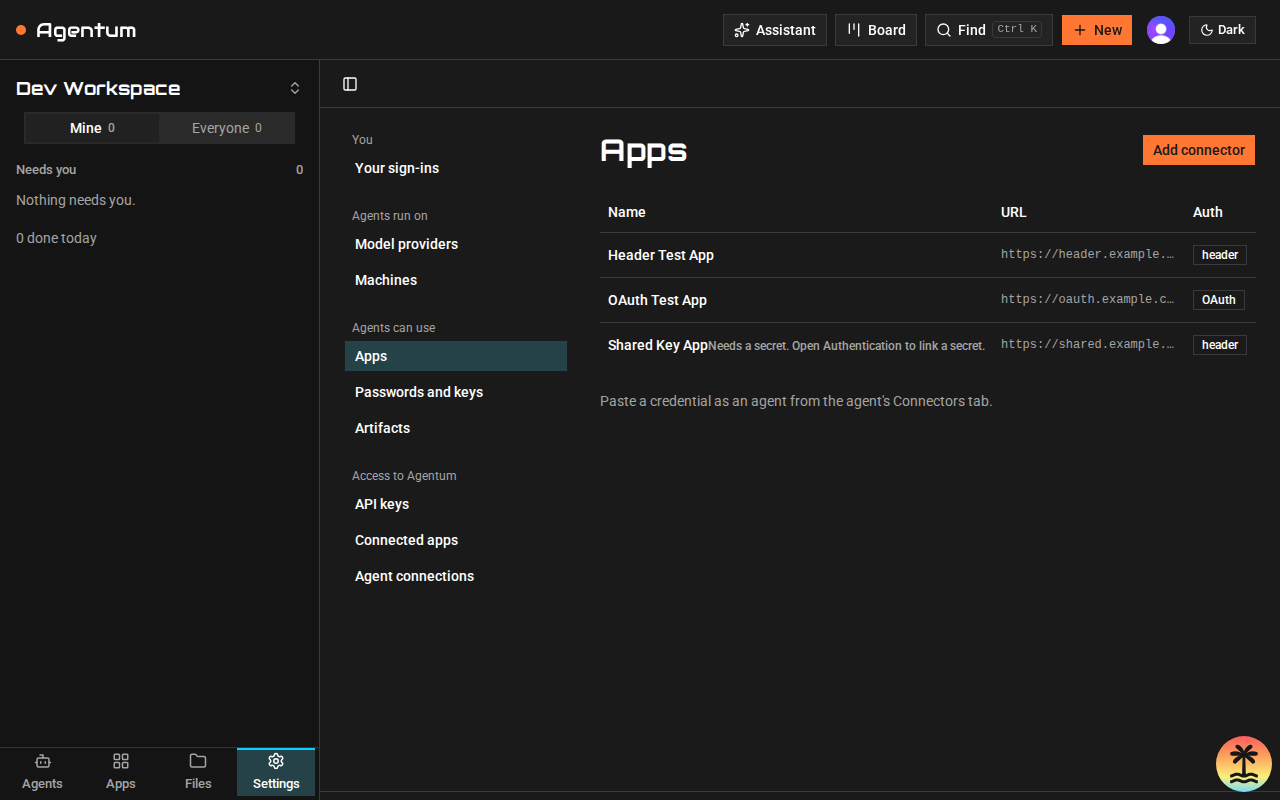 Agentum
Assistant
Board
Find Ctrl K
New
Dark
Dev Workspace
Mine 0
Everyone 0
Needs you 0
Nothing needs you.
0 done today
Agents
Apps
Files
Settings
You
Your sign-ins
Agents run on
Model providers
Machines
Agents can use
Apps
Passwords and keys
Artifacts
Access to Agentum
API keys
Connected apps
Agent connections
Apps
Add connector
Name URL Auth
Header Test App https://header.example.… header
OAuth Test App https://oauth.example.c… OAuth
Shared Key AppNeeds a secret. Open Authentication to link a secret. https://shared.example.… header
Paste a credential as an agent from the agent's Connectors tab.